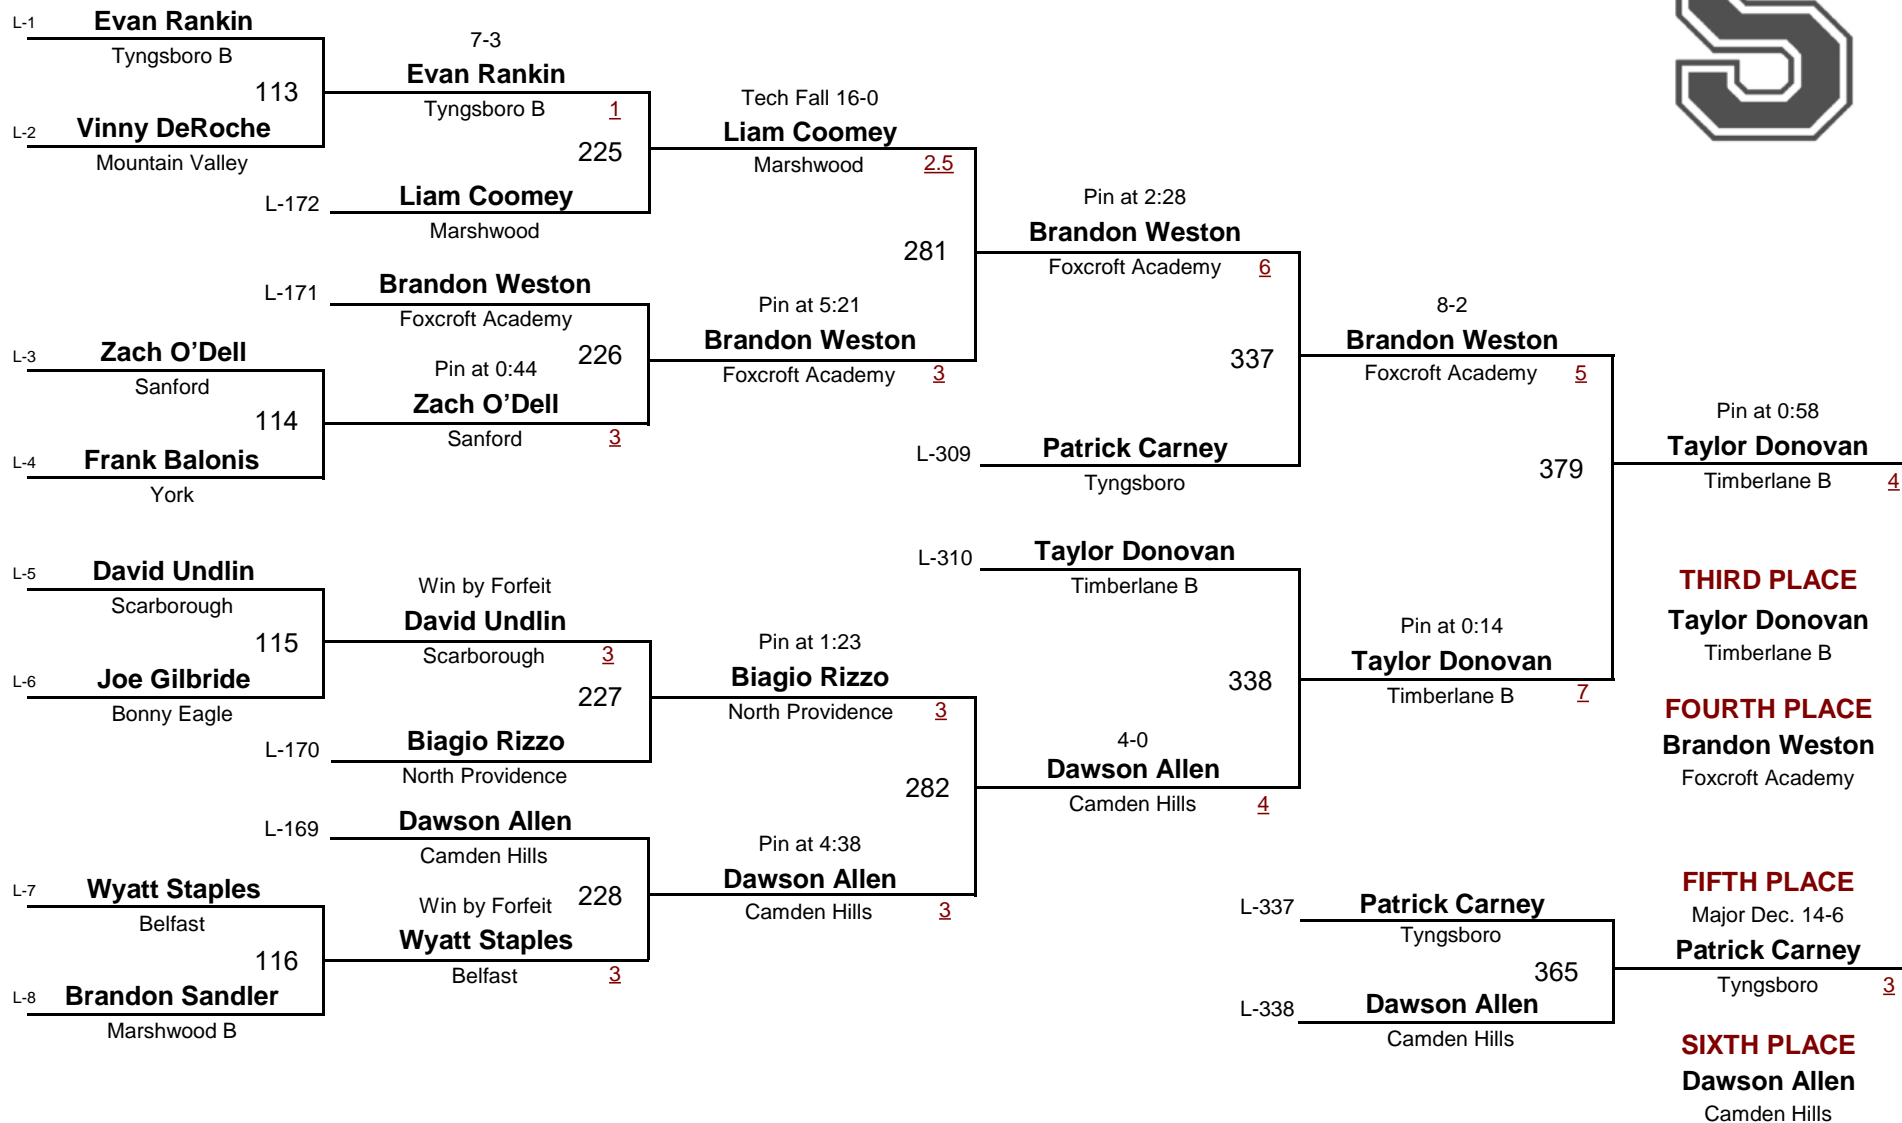 L-1 Evan Rankin
Tyngsboro B
113
L-2 Vinny DeRoche
Mountain Valley
7-3
Evan Rankin
Tyngsboro B 1
225
L-172 Liam Coomey
Marshwood
L-171 Brandon Weston
Foxcroft Academy
226
L-3 Zach O’Dell
Sanford
114
L-4 Frank Balonis
York
Pin at 0:44
Zach O’Dell
Sanford 3
L-5 David Undlin
Scarborough
115
L-6 Joe Gilbride
Bonny Eagle
Win by Forfeit
David Undlin
Scarborough 3
227
L-170 Biagio Rizzo
North Providence
L-169 Dawson Allen
Camden Hills
228
L-7 Wyatt Staples
Belfast
116
L-8 Brandon Sandler
Marshwood B
Win by Forfeit
Wyatt Staples
Belfast 3
Tech Fall 16-0
Liam Coomey
Marshwood 2.5
281
Pin at 5:21
Brandon Weston
Foxcroft Academy 3
Pin at 1:23
Biagio Rizzo
North Providence 3
282
Pin at 4:38
Dawson Allen
Camden Hills 3
Pin at 2:28
Brandon Weston
Foxcroft Academy 6
337
L-309 Patrick Carney
Tyngsboro
L-310 Taylor Donovan
Timberlane B
338
4-0
Dawson Allen
Camden Hills 4
8-2
Brandon Weston
Foxcroft Academy 5
379
Pin at 0:14
Taylor Donovan
Timberlane B 7
L-337 Patrick Carney
Tyngsboro
365
L-338 Dawson Allen
Camden Hills
S
Pin at 0:58
Taylor Donovan
Timberlane B 4
THIRD PLACE
Taylor Donovan
Timberlane B
FOURTH PLACE
Brandon Weston
Foxcroft Academy
FIFTH PLACE
Major Dec. 14-6
Patrick Carney
Tyngsboro 3
SIXTH PLACE
Dawson Allen
Camden Hills